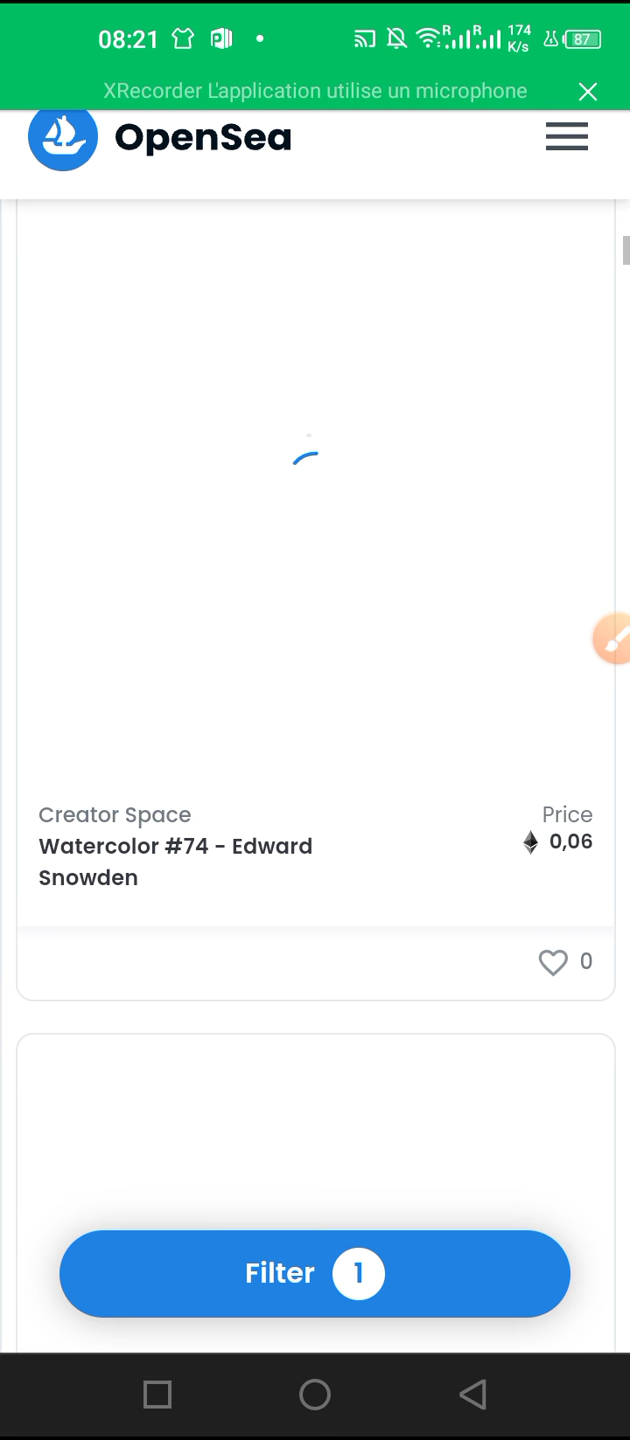 08:21
R R 174 K/s 87
XRecorder L'application utilise un microphone
OpenSea
Creator Space
Price
Watercolor #74 - Edward Snowden
0,06
0
Filter 1